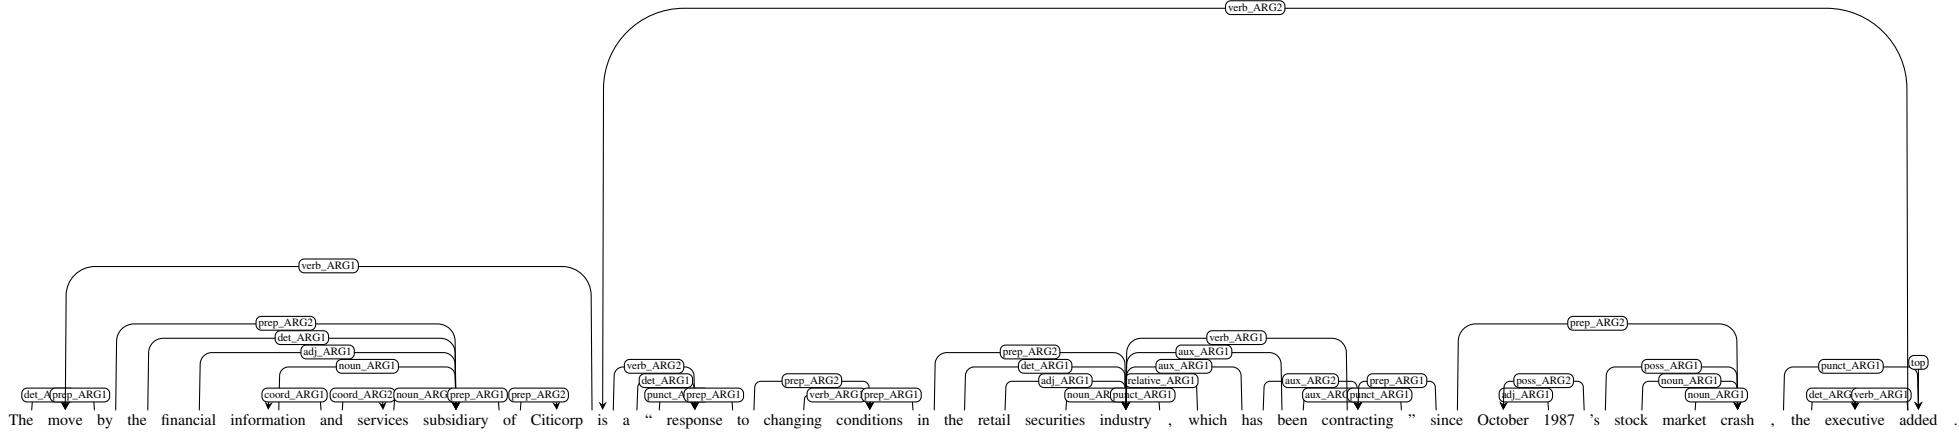 verb_ARG2
verb_ARG1
prep_ARG2 prep_ARG2
det_ARG1 verb_ARG1
adj_ARG1 prep_ARG2 aux_ARG1
noun_ARG1 verb_ARG2 det_ARG1 aux_ARG1 poss_ARG1 punct_ARG1 top
det_ARG1 prep_ARG2 adj_ARG1 relative_ARG1 aux_ARG2 prep_ARG1 poss_ARG2 noun_ARG1
prep_ARG1 coord_ARG1 coord_ARG2 prep_ARG1 prep_ARG2 prep_ARG1 verb_ARG1 prep_ARG1 punct_ARG1 punct_ARG1 adj_ARG1 noun_ARG1 verb_ARG1
The move by the financial information and services subsidiary of Citicorp is a “ response to changing conditions in the retail securities industry , which has been contracting ” since October 1987 's stock market crash , the executive added .